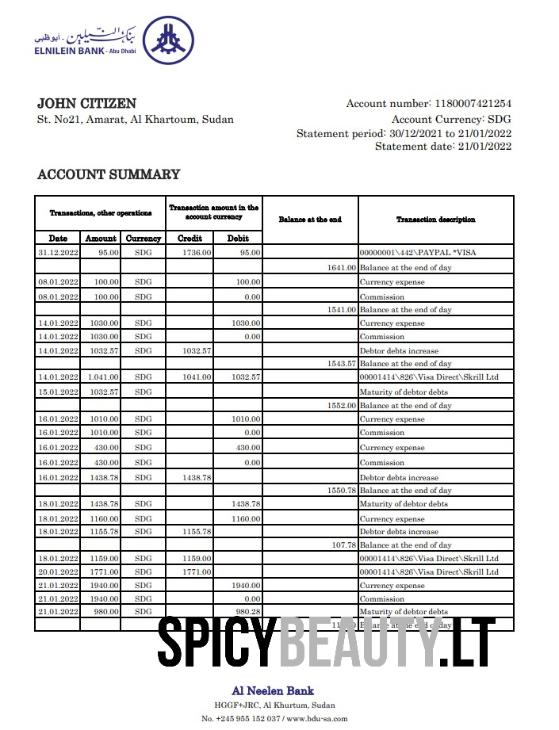 بنك النيلين - أبوظبي
ELNILEIN BANK - Abu Dhabi
JOHN CITIZEN
St. No21, Amarat, Al Khartoum, Sudan
Account number: 1180007421254
Account Currency: SDG
Statement period: 30/12/2021 to 21/01/2022
Statement date: 21/01/2022
ACCOUNT SUMMARY
Transactions, other operations Transaction amount in the account currency Balance at the end Transaction description
Date Amount Currency Credit Debit
31.12.2022 95.00 SDG 1736.00 95.00 00000001\442\PAYPAL *VISA
1641.00 Balance at the end of day
08.01.2022 100.00 SDG 100.00 Currency expense
08.01.2022 100.00 SDG 0.00 Commission
1541.00 Balance at the end of day
14.01.2022 1030.00 SDG 1030.00 Currency expense
14.01.2022 1030.00 SDG 0.00 Commission
14.01.2022 1032.57 SDG 1032.57 Debtor debts increase
1543.57 Balance at the end of day
14.01.2022 1.041.00 SDG 1041.00 1032.57 00001414\826\Visa Direct\Skrill Ltd
15.01.2022 1032.57 SDG Maturity of debtor debts
1552.00 Balance at the end of day
16.01.2022 1010.00 SDG 1010.00 Currency expense
16.01.2022 1010.00 SDG 0.00 Commission
16.01.2022 430.00 SDG 430.00 Currency expense
16.01.2022 430.00 SDG 0.00 Commission
16.01.2022 1438.78 SDG 1438.78 Debtor debts increase
1550.78 Balance at the end of day
18.01.2022 1438.78 SDG 1438.78 Maturity of debtor debts
18.01.2022 1160.00 SDG 1160.00 Currency expense
18.01.2022 1155.78 SDG 1155.78 Debtor debts increase
107.78 Balance at the end of day
18.01.2022 1159.00 SDG 1159.00 00001414\826\Visa Direct\Skrill Ltd
20.01.2022 1771.00 SDG 1771.00 00001414\826\Visa Direct\Skrill Ltd
21.01.2022 1940.00 SDG 1940.00 Currency expense
21.01.2022 1940.00 SDG 0.00 Commission
21.01.2022 980.00 SDG 980.28 Maturity of debtor debts
Balance at the end of day
SPICYBEAUTY.LT
Al Neelen Bank
HGGF+JRC, Al Khurtum, Sudan
No. +245 955 152 037 / www.bdu-sa.com